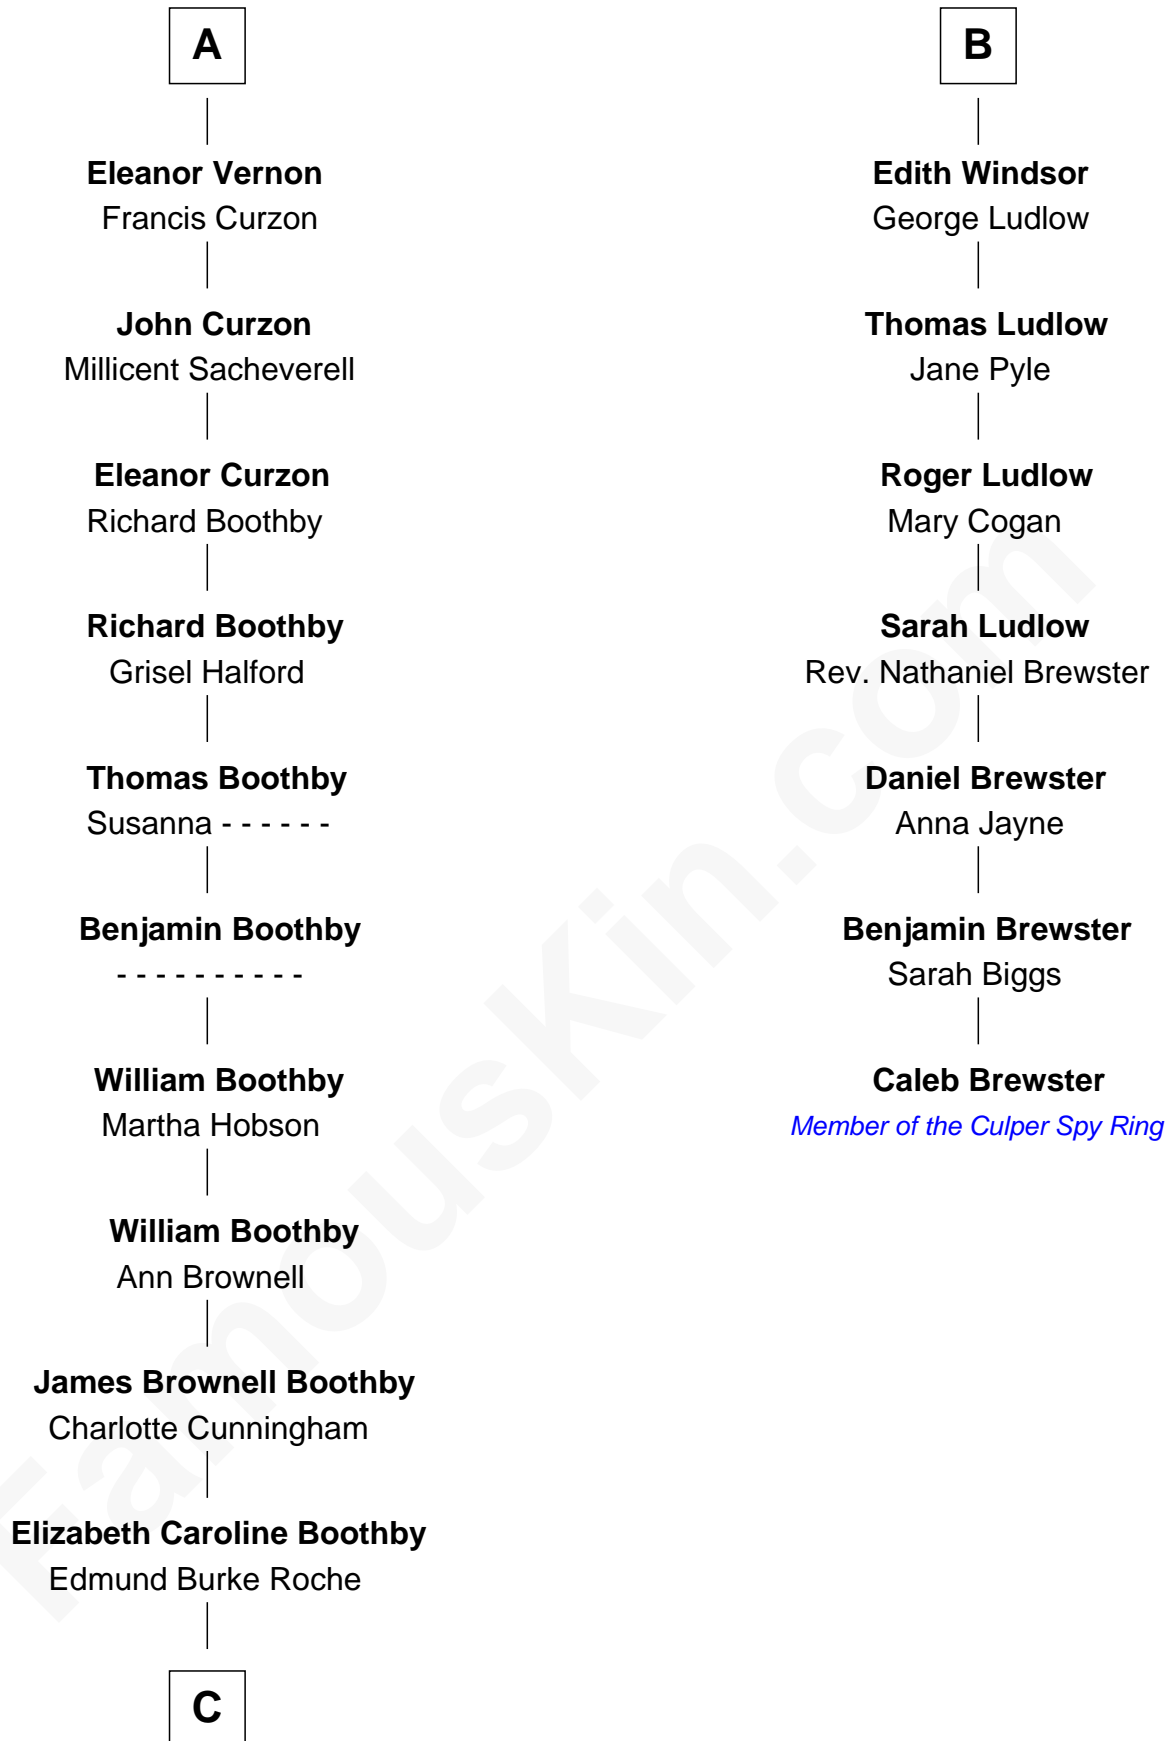 A
Eleanor Vernon
Francis Curzon
John Curzon
Millicent Sacheverell
Eleanor Curzon
Richard Boothby
Richard Boothby
Grisel Halford
Thomas Boothby
Susanna - - - - - -
Benjamin Boothby
- - - - - - - - - -
William Boothby
Martha Hobson
William Boothby
Ann Brownell
James Brownell Boothby
Charlotte Cunningham
Elizabeth Caroline Boothby
Edmund Burke Roche
C
B
Edith Windsor
George Ludlow
Thomas Ludlow
Jane Pyle
Roger Ludlow
Mary Cogan
Sarah Ludlow
Rev. Nathaniel Brewster
Daniel Brewster
Anna Jayne
Benjamin Brewster
Sarah Biggs
Caleb Brewster
Member of the Culper Spy Ring
FamousKin.com